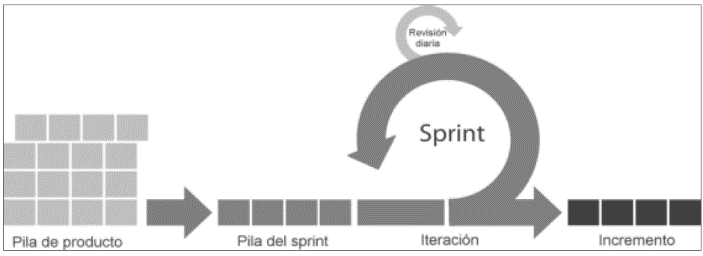 Revisión
diaria
Sprint
Pila de producto
Pila del sprint
Iteración
Incremento